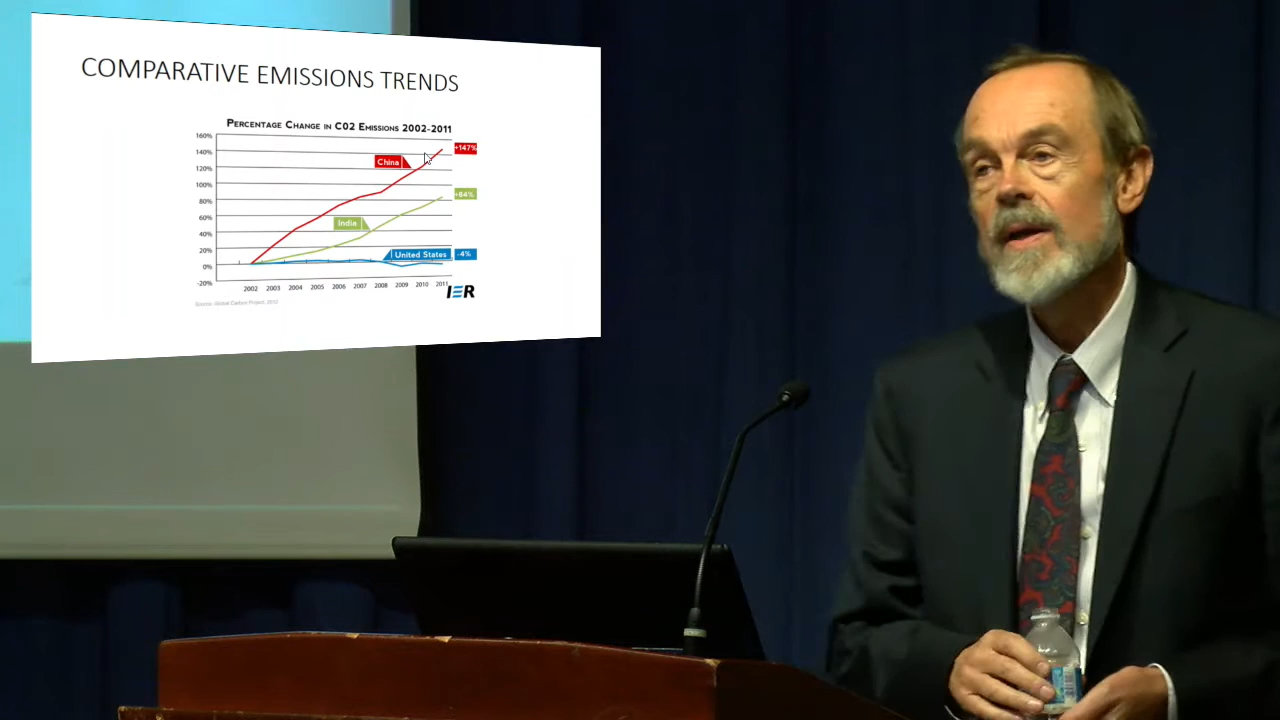 COMPARATIVE EMISSIONS TRENDS
PERCENTAGE CHANGE IN CO2 EMISSIONS 2002-2011
160%
140%
120%
100%
80%
60%
40%
20%
0%
-20%
China
+147%
India
+84%
United States
-4%
2002 2003 2004 2005 2006 2007 2008 2009 2010 2011
IER
Source: Global Carbon Project, 2012